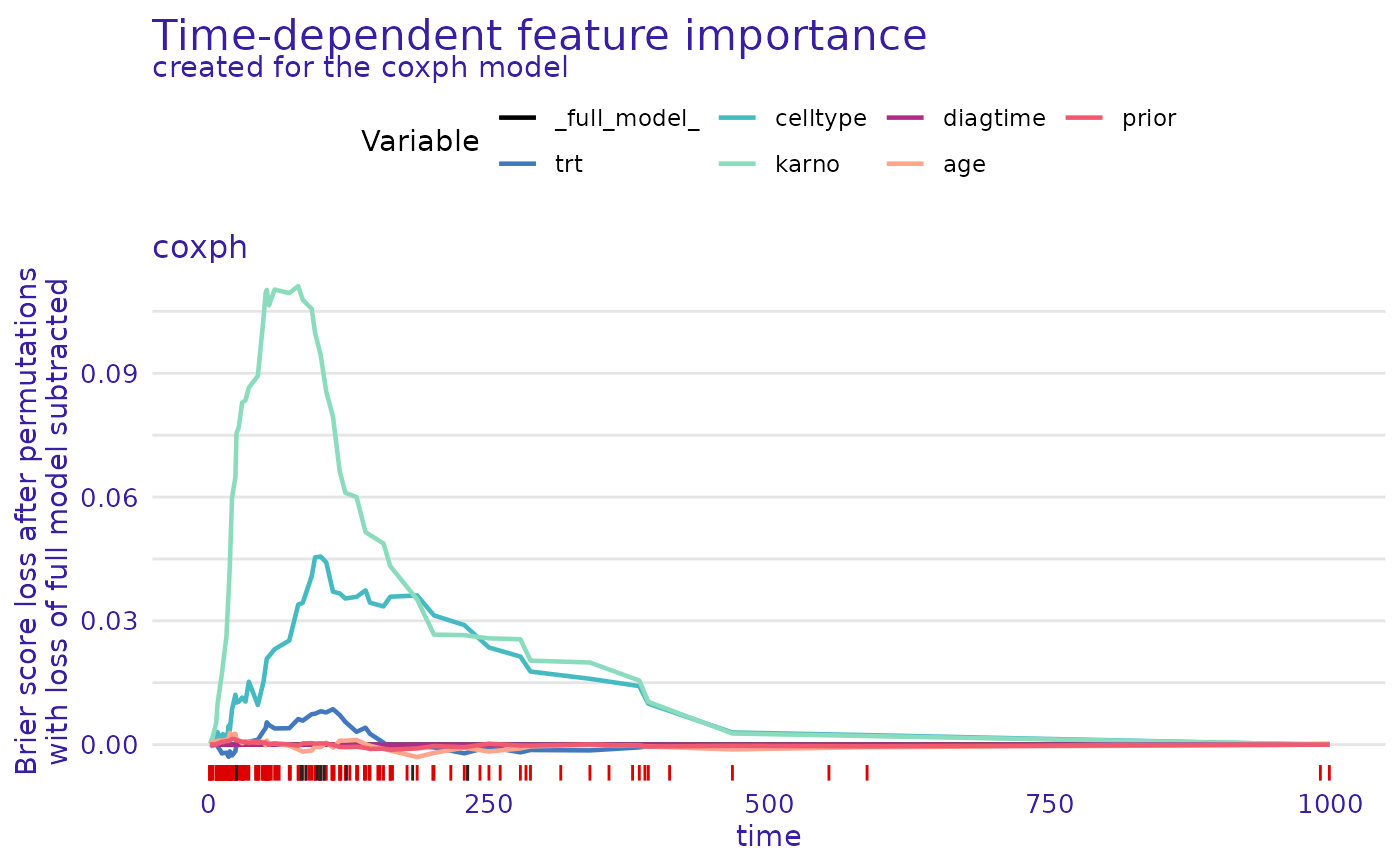 Time-dependent feature importance
created for the coxph model
Variable
_full_model_ celltype diagtime prior
trt karno age
coxph
Brier score loss after permutations
with loss of full model subtracted
0.09
0.06
0.03
0.00
0 250 500 750 1000
time